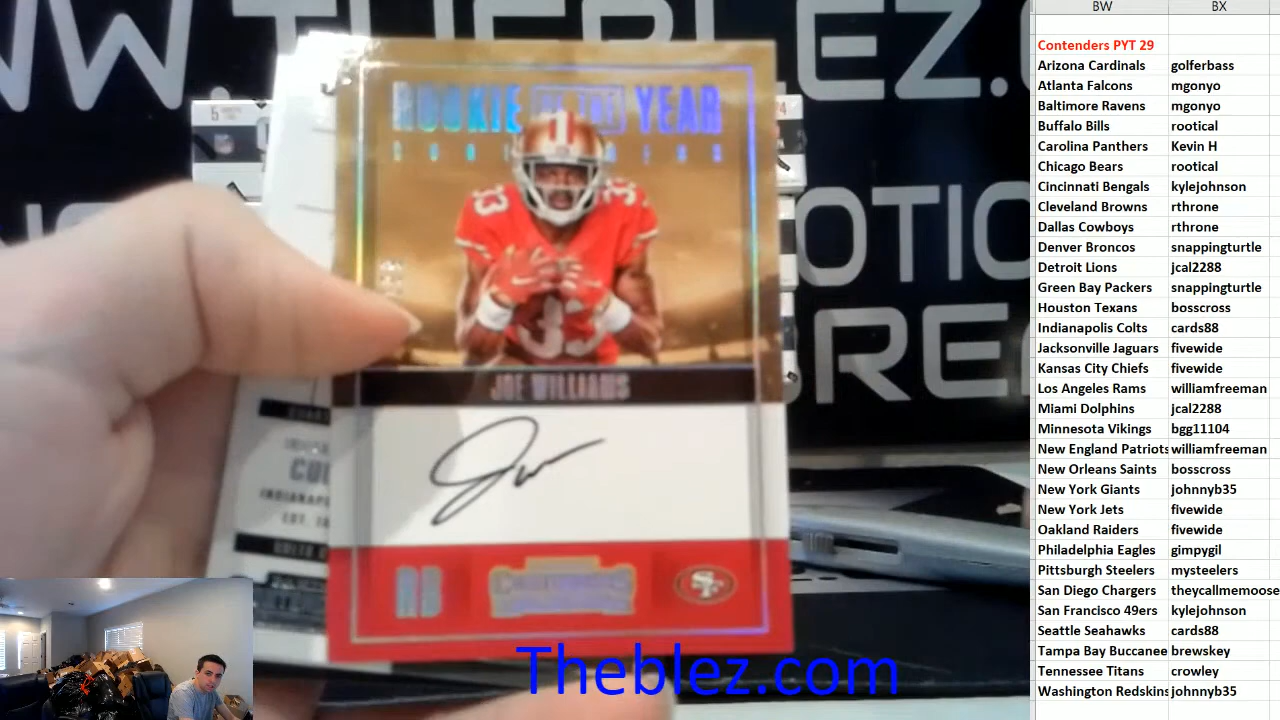 ROOKIE OF THE YEAR
CONTENDERS
33
33
33
JOE WILLIAMS
RB
CONTENDERS
SF
Theblez.com
BW BX
Contenders PYT 29
Arizona Cardinals golferbass
Atlanta Falcons mgonyo
Baltimore Ravens mgonyo
Buffalo Bills rootical
Carolina Panthers Kevin H
Chicago Bears rootical
Cincinnati Bengals kylejohnson
Cleveland Browns rthrone
Dallas Cowboys rthrone
Denver Broncos snappingturtle
Detroit Lions jcal2288
Green Bay Packers snappingturtle
Houston Texans bosscross
Indianapolis Colts cards88
Jacksonville Jaguars fivewide
Kansas City Chiefs fivewide
Los Angeles Rams williamfreeman
Miami Dolphins jcal2288
Minnesota Vikings bgg11104
New England Patriots williamfreeman
New Orleans Saints bosscross
New York Giants johnnyb35
New York Jets fivewide
Oakland Raiders fivewide
Philadelphia Eagles gimpygil
Pittsburgh Steelers mysteelers
San Diego Chargers theycallmemoose
San Francisco 49ers kylejohnson
Seattle Seahawks cards88
Tampa Bay Buccanee brewskey
Tennessee Titans crowley
Washington Redskins johnnyb35